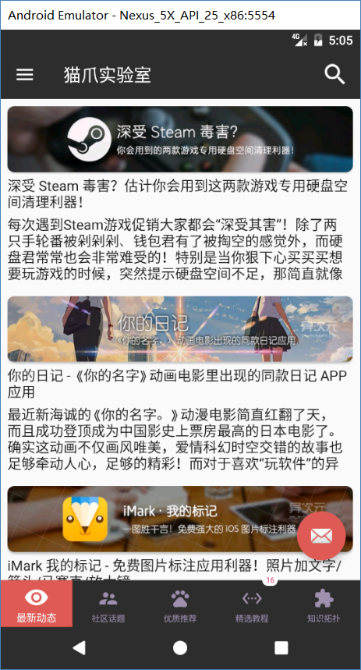 Android Emulator - Nexus_5X_API_25_x86:5554
4G
5:05
猫爪实验室
深受 Steam 毒害?
你会用到的两款游戏专用硬盘空间清理利器!
深受 Steam 毒害? 估计你会用到这两款游戏专用硬盘空
间清理利器!
每次遇到Steam游戏促销大家都会“深受其害”! 除了两
只手轮番被剁剁剁、钱包君有了被掏空的感觉外, 而硬
盘君常常也会非常难受的! 特别是当你狠下心买买买想
要玩游戏的时候, 突然提示硬盘空间不足, 那简直就像
你的日记
《你的名字。》动画电影出现的同款日记应用
异次元
你的日记 -《你的名字》动画电影里出现的同款日记 APP
应用
最近新海诚的《你的名字。》动漫电影简直红翻了天,
而且成功登顶成为中国影史上票房最高的日本电影了。
确实这动画不仅画风唯美, 爱情科幻时空交错的故事也
足够牵动人心, 足够的精彩! 而对于喜欢“玩软件”的异
iMark · 我的标记
一图胜千言! 免费强大的 iOS 图片标注利器
异次元
iMark 我的标记 - 免费图片标注应用利器! 照片加文字/
箭头/马赛克/放大镜
16
最新动态
社区话题
优质推荐
精选教程
知识拓扑